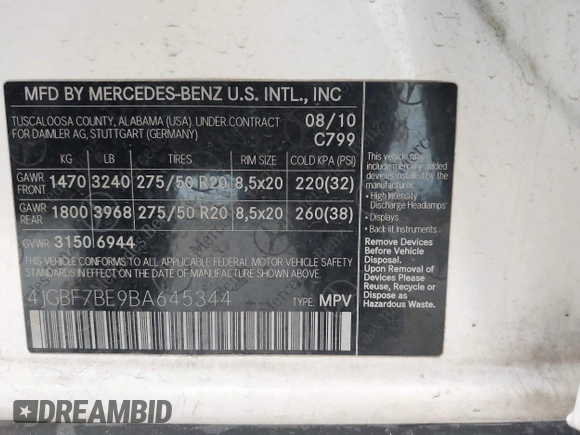 MFD BY MERCEDES-BENZ U.S. INTL., INC
TUSCALOOSA COUNTY, ALABAMA (USA). UNDER CONTRACT 08/10
FOR DAIMLER AG, STUTTGART (GERMANY) C799
KG LB TIRES RIM SIZE COLD KPA (PSI)
GAWR FRONT 1470 3240 275/50 R20 8,5x20 220(32)
GAWR REAR 1800 3968 275/50 R20 8,5x20 260(38)
GVWR 3150 6944
THIS VEHICLE CONFORMS TO ALL APPLICABLE FEDERAL MOTOR VEHICLE
SAFETY STANDARDS IN EFFECT ON THE DATE OF MANUFACTURE SHOWN ABOVE.
4JGBF7BE9BA645344 TYPE: MPV
may include mercury-
added devices
installed by the
manufacturer:
• High Intensity
Discharge Headlamps
• Displays
• Back-lit Instruments.
Remove Devices
Before Vehicle
Disposal.
Upon Removal of
Devices Please
Reuse, Recycle or
Dispose as
Hazardous Waste.
DREAMBID